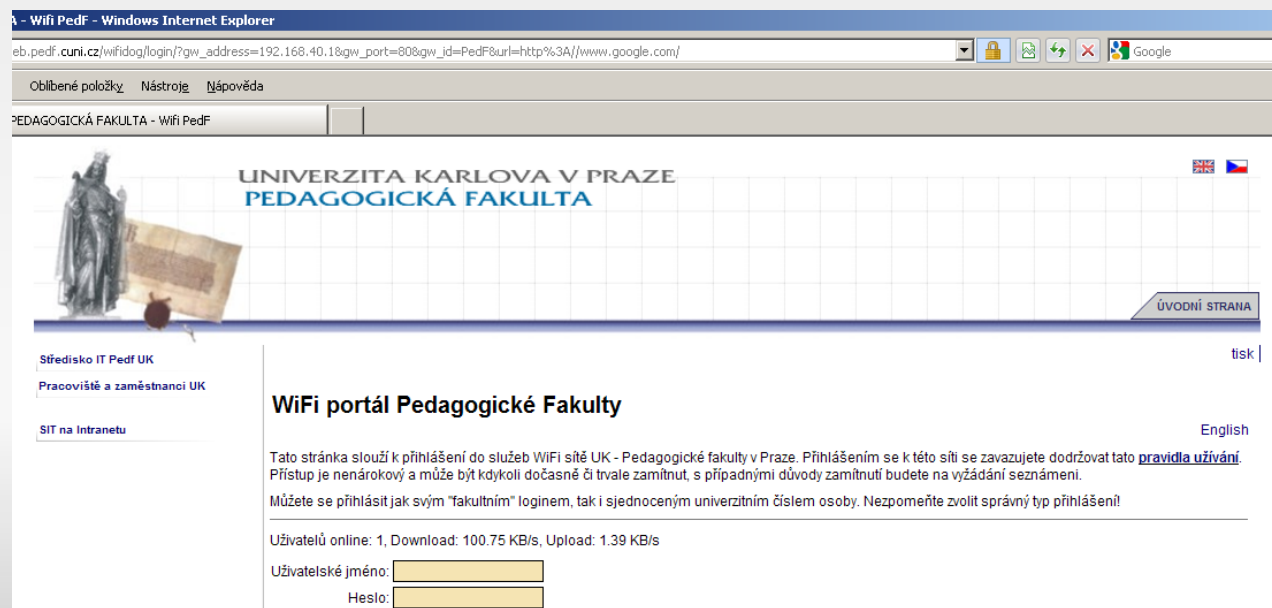 A - Wifi PedF - Windows Internet Explorer
eb.pedf.cuni.cz/wifidog/login/?gw_address=192.168.40.1&gw_port=80&gw_id=PedF&url=http%3A//www.google.com/
Google
Oblíbené položky Nástroje Nápověda
PEDAGOGICKÁ FAKULTA - Wifi PedF
UNIVERZITA KARLOVA V PRAZE
PEDAGOGICKÁ FAKULTA
ÚVODNÍ STRANA
tisk
Středisko IT Pedf UK
Pracoviště a zaměstnanci UK
SIT na Intranetu
WiFi portál Pedagogické Fakulty
English
Tato stránka slouží k přihlášení do služeb WiFi sítě UK - Pedagogické fakulty v Praze. Přihlášením se k této síti se zavazujete dodržovat tato pravidla užívání.
Přístup je nenárokový a může být kdykoli dočasně či trvale zamítnut, s případnými důvody zamítnutí budete na vyžádání seznámeni.
Můžete se přihlásit jak svým "fakultním" loginem, tak i sjednoceným univerzitním číslem osoby. Nezpomeňte zvolit správný typ přihlášení!
Uživatelů online: 1, Download: 100.75 KB/s, Upload: 1.39 KB/s
Uživatelské jméno:
Heslo: